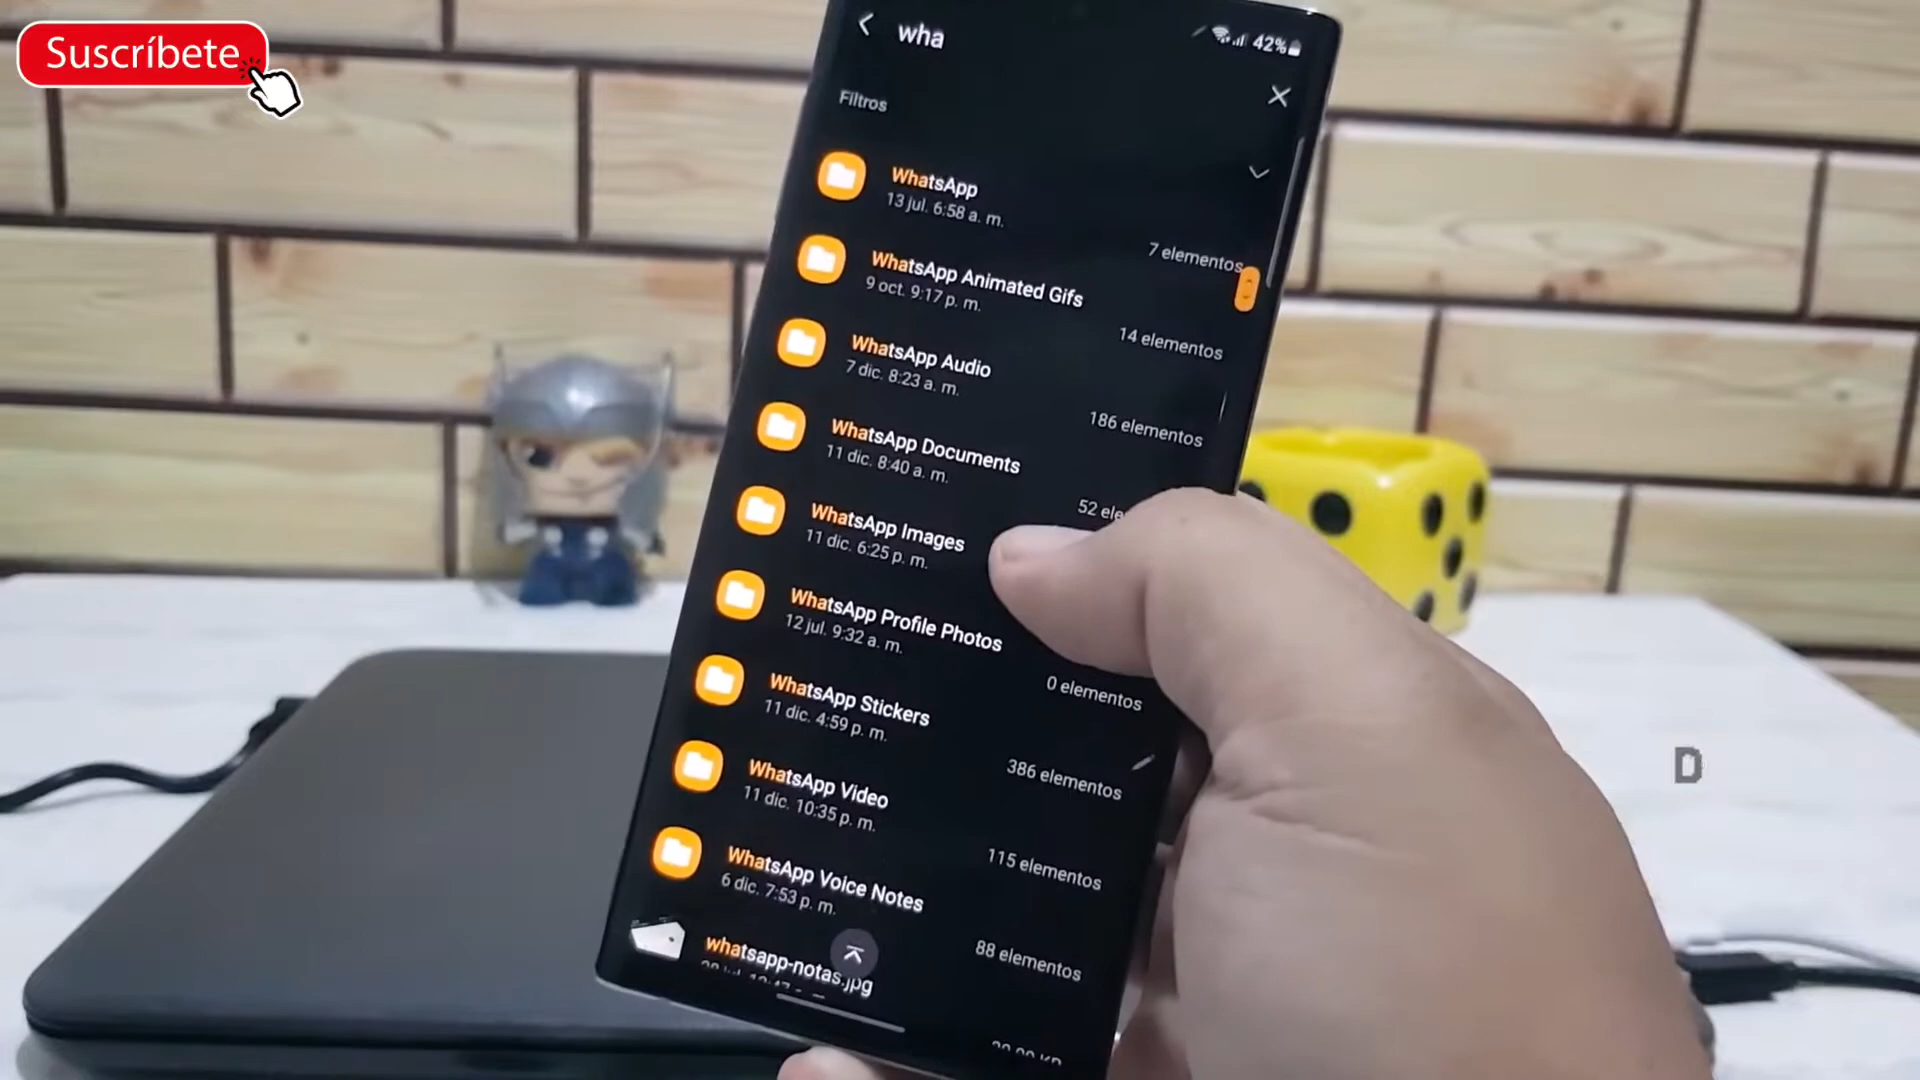 Suscríbete
wha
42%
Filtros
WhatsApp
13 jul. 6:58 a. m.
7 elementos
WhatsApp Animated Gifs
9 oct. 9:17 p. m.
14 elementos
WhatsApp Audio
7 dic. 8:23 a. m.
186 elementos
WhatsApp Documents
11 dic. 8:40 a. m.
52 ele
WhatsApp Images
11 dic. 6:25 p. m.
WhatsApp Profile Photos
12 jul. 9:32 a. m.
0 elementos
WhatsApp Stickers
11 dic. 4:59 p. m.
386 elementos
WhatsApp Video
11 dic. 10:35 p. m.
115 elementos
WhatsApp Voice Notes
6 dic. 7:53 p. m.
88 elementos
whatsapp-notas.jpg
D